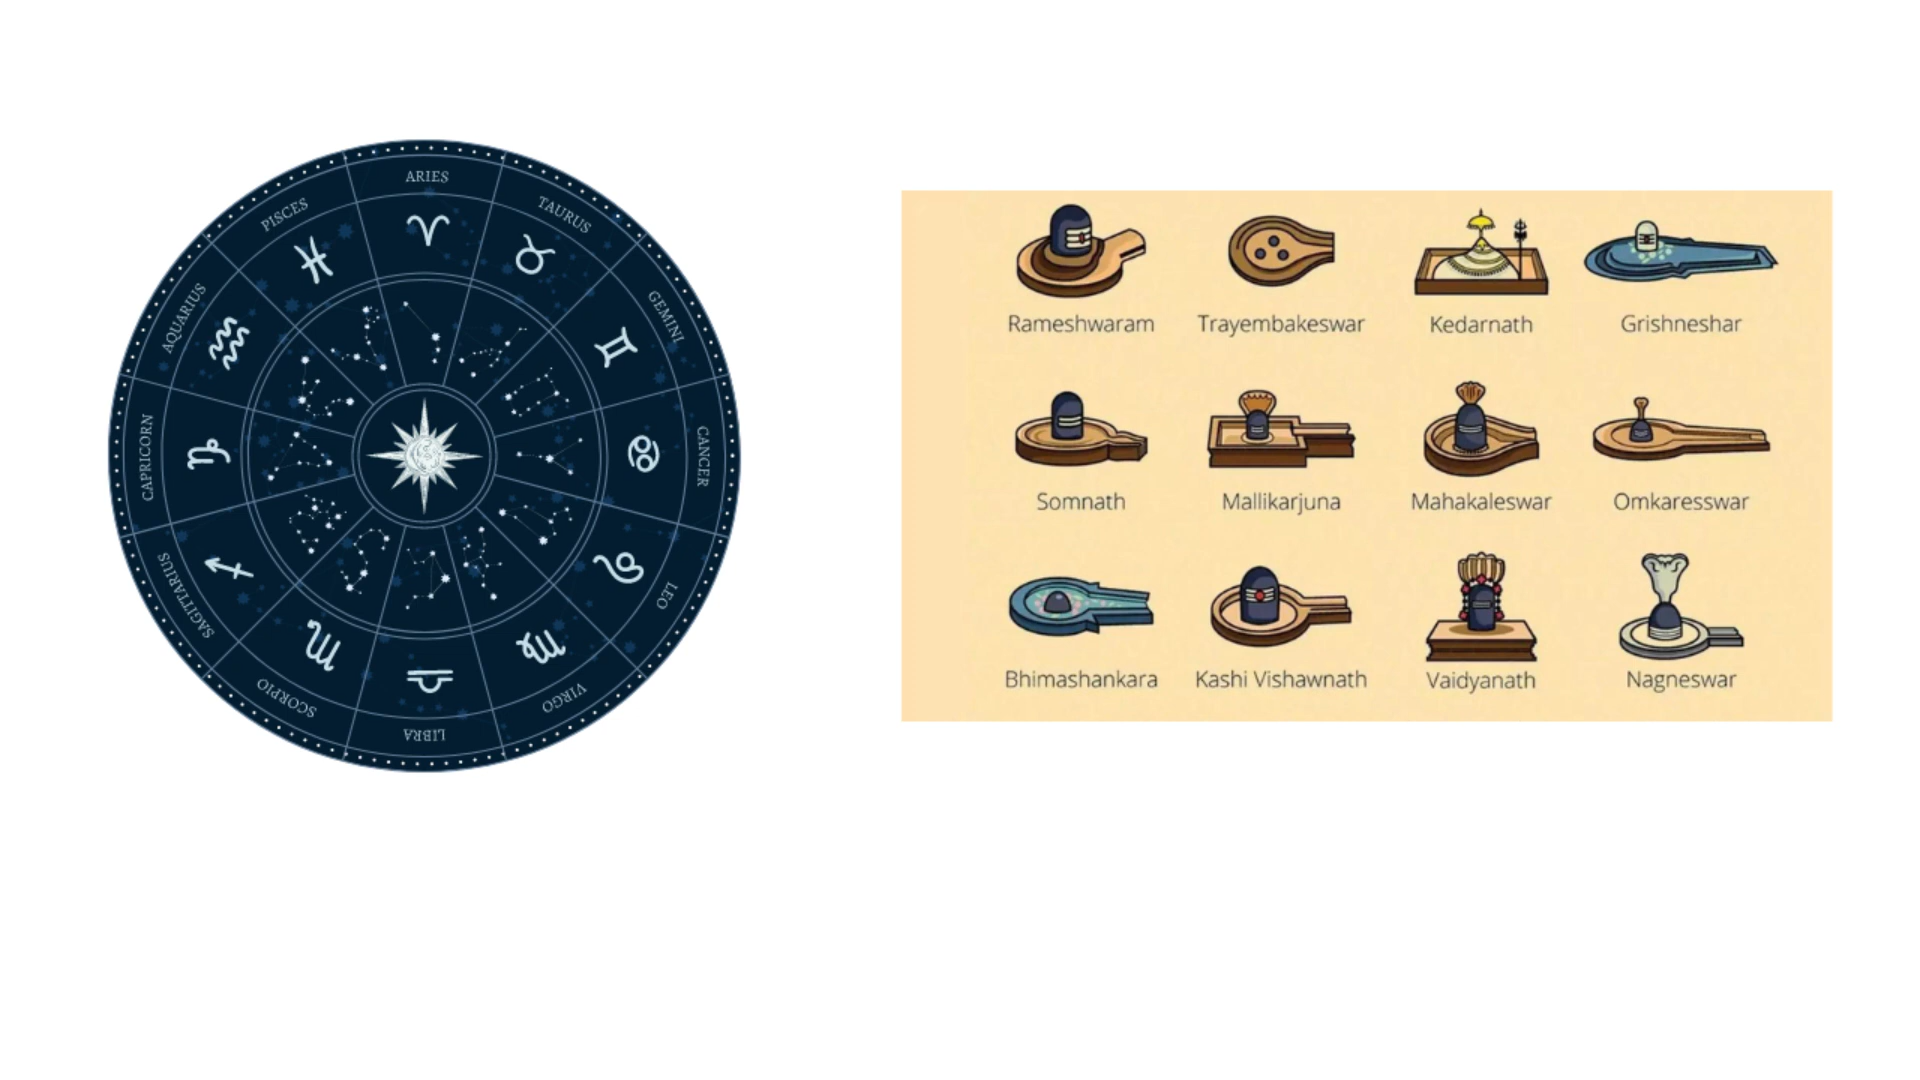 ARIES
TAURUS
GEMINI
CANCER
LEO
VIRGO
LIBRA
SCORPIO
SAGITTARIUS
CAPRICORN
AQUARIUS
PISCES
Rameshwaram Trayembakeswar Kedarnath Grishneshar
Somnath Mallikarjuna Mahakaleswar Omkaresswar
Bhimashankara Kashi Vishawnath Vaidyanath Nagneswar